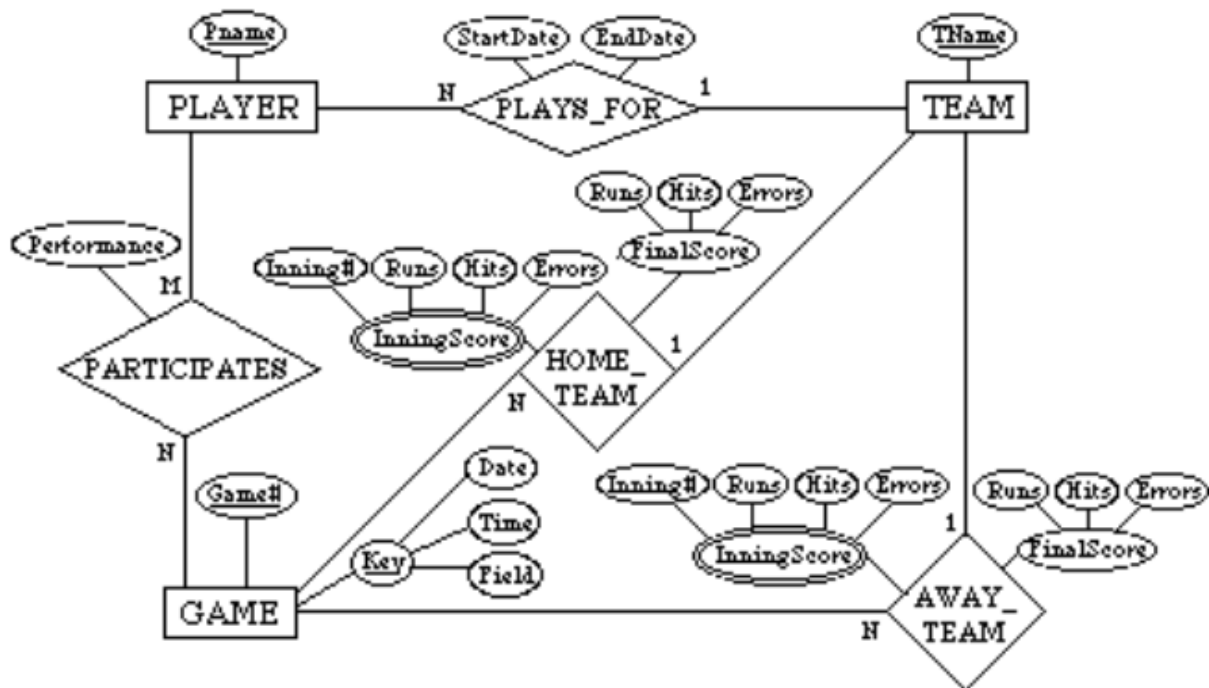 Pname
StartDate
EndDate
TName
PLAYER
N
PLAYS_FOR
1
TEAM
Runs
Hits
Errors
Performance
FinalScore
Inning#
Runs
Hits
Errors
M
InningScore
HOME_
TEAM
1
PARTICIPATES
N
N
Date
Game#
Time
Key
Field
Inning#
Runs
Hits
Errors
Runs
Hits
Errors
1
InningScore
FinalScore
GAME
AWAY_
TEAM
N